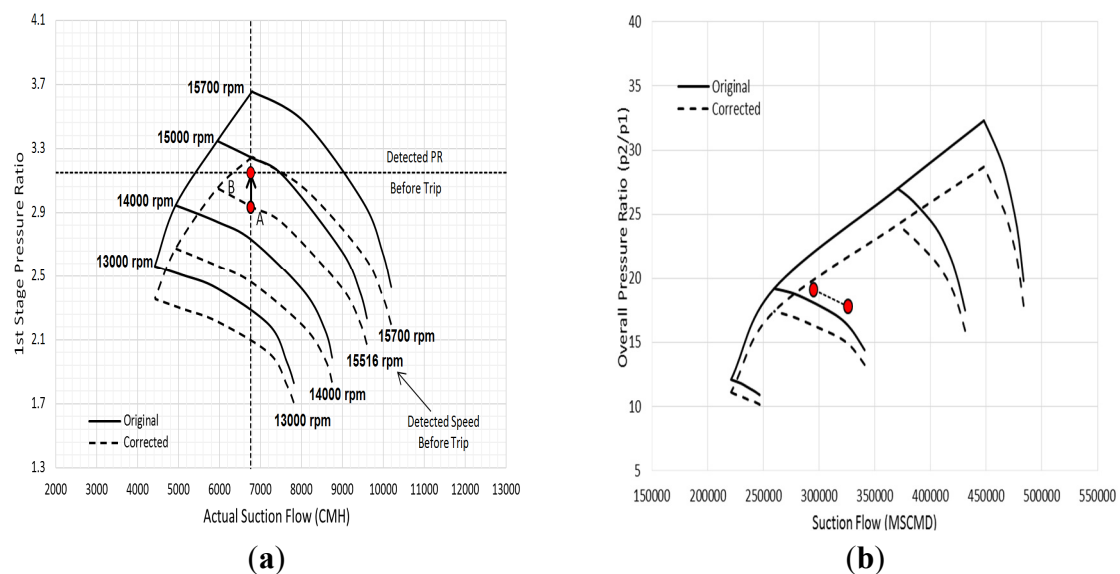 (a)
4.1
3.7
3.3
2.9
2.5
2.1
1.7
1.3
1st Stage Pressure Ratio
15700 rpm
15000 rpm
14000 rpm
13000 rpm
Detected PR
Before Trip
B
A
15700 rpm
15516 rpm
14000 rpm
13000 rpm
Detected Speed
Before Trip
Original
Corrected
2000 3000 4000 5000 6000 7000 8000 9000 10000 11000 12000 13000
Actual Suction Flow (CMH)
40
35
30
25
20
15
10
5
Overall Pressure Ratio (p2/p1)
Original
Corrected
150000 200000 250000 300000 350000 400000 450000 500000 550000
Suction Flow (MSCMD)
(b)